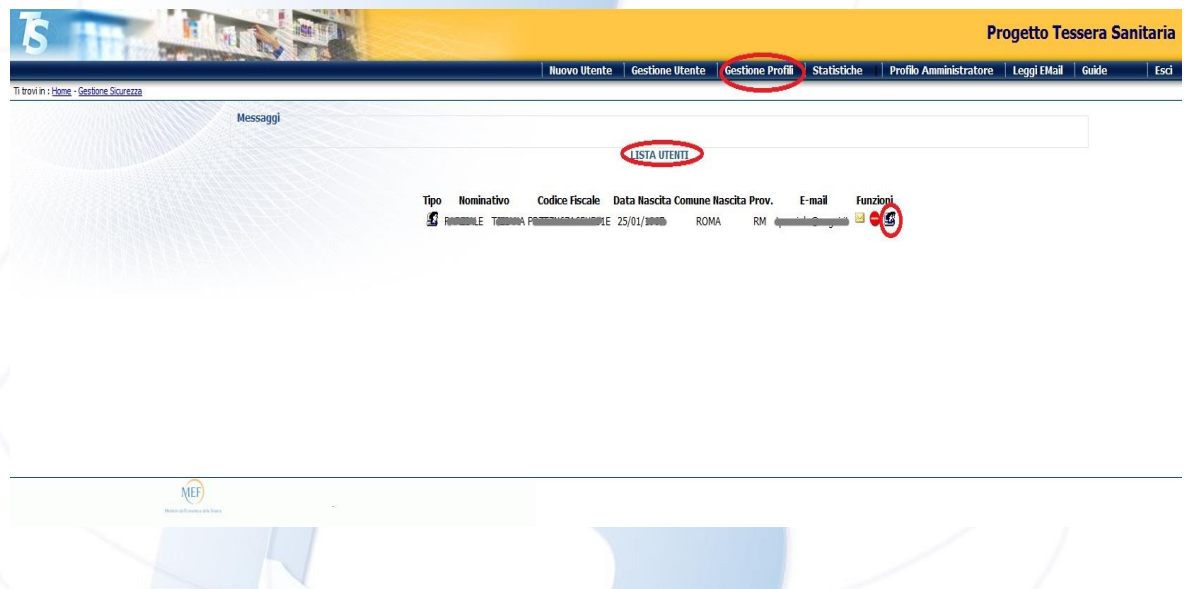 TS
Progetto Tessera Sanitaria
Nuovo Utente Gestione Utente Gestione Profili Statistiche Profilo Amministratore Leggi EMail Guide Esci
Ti trovi in : Home - Gestione Sicurezza
Messaggi
LISTA UTENTI
Tipo Nominativo Codice Fiscale Data Nascita Comune Nascita Prov. E-mail Funzioni
25/01/ ROMA RM
MEF